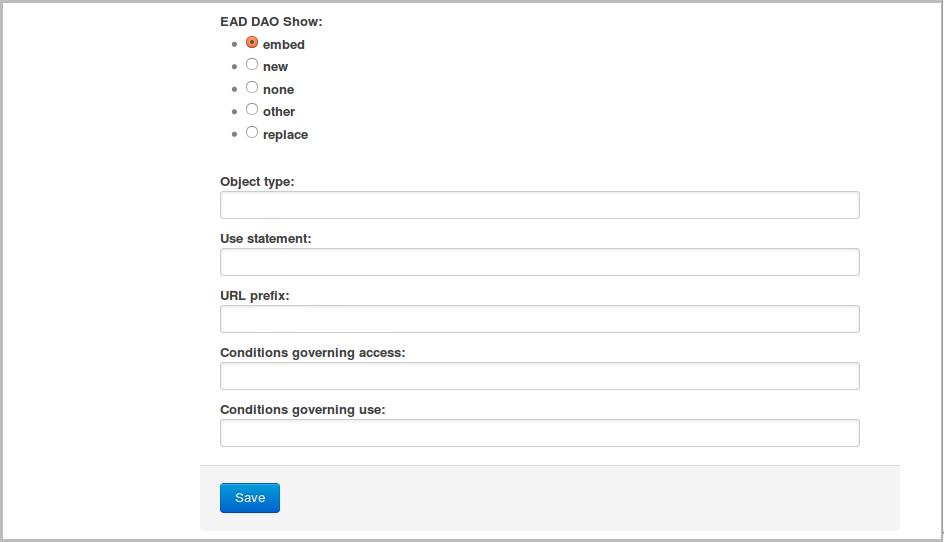 EAD DAO Show:
embed
new
none
other
replace
Object type:
Use statement:
URL prefix:
Conditions governing access:
Conditions governing use:
Save